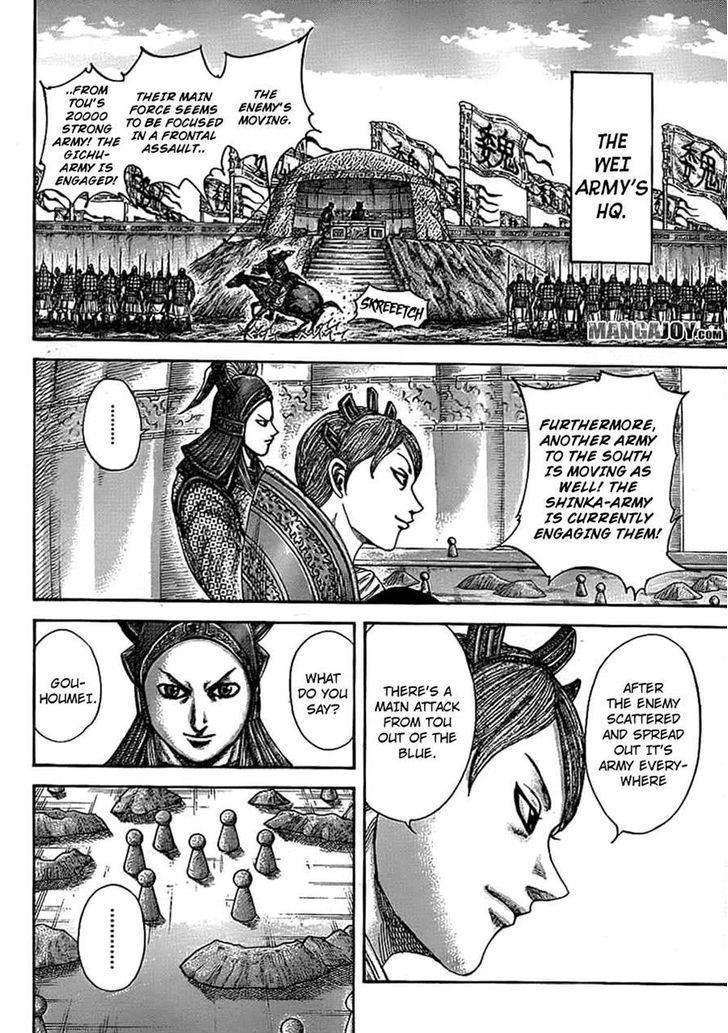 THE
WEI
ARMY'S
HQ.
THE
ENEMY'S
MOVING.
THEIR MAIN
FORCE SEEMS
TO BE FOCUSED
IN A FRONTAL
ASSAULT..
..FROM
TOU'S
20000
STRONG
ARMY! THE
GICHU-
ARMY IS
ENGAGED!
魏
魏
SKREEETCH
MANGAJOY.COM
FURTHERMORE,
ANOTHER ARMY
TO THE SOUTH
IS MOVING AS
WELL! THE
SHINKA-ARMY
IS CURRENTLY
ENGAGING THEM!
.........
AFTER
THE ENEMY
SCATTERED
AND SPREAD
OUT IT'S
ARMY EVERY-
WHERE
THERE'S A
MAIN ATTACK
FROM TOU
OUT OF THE
BLUE.
WHAT
DO YOU
SAY?
GOU-
HOUMEI.
.........